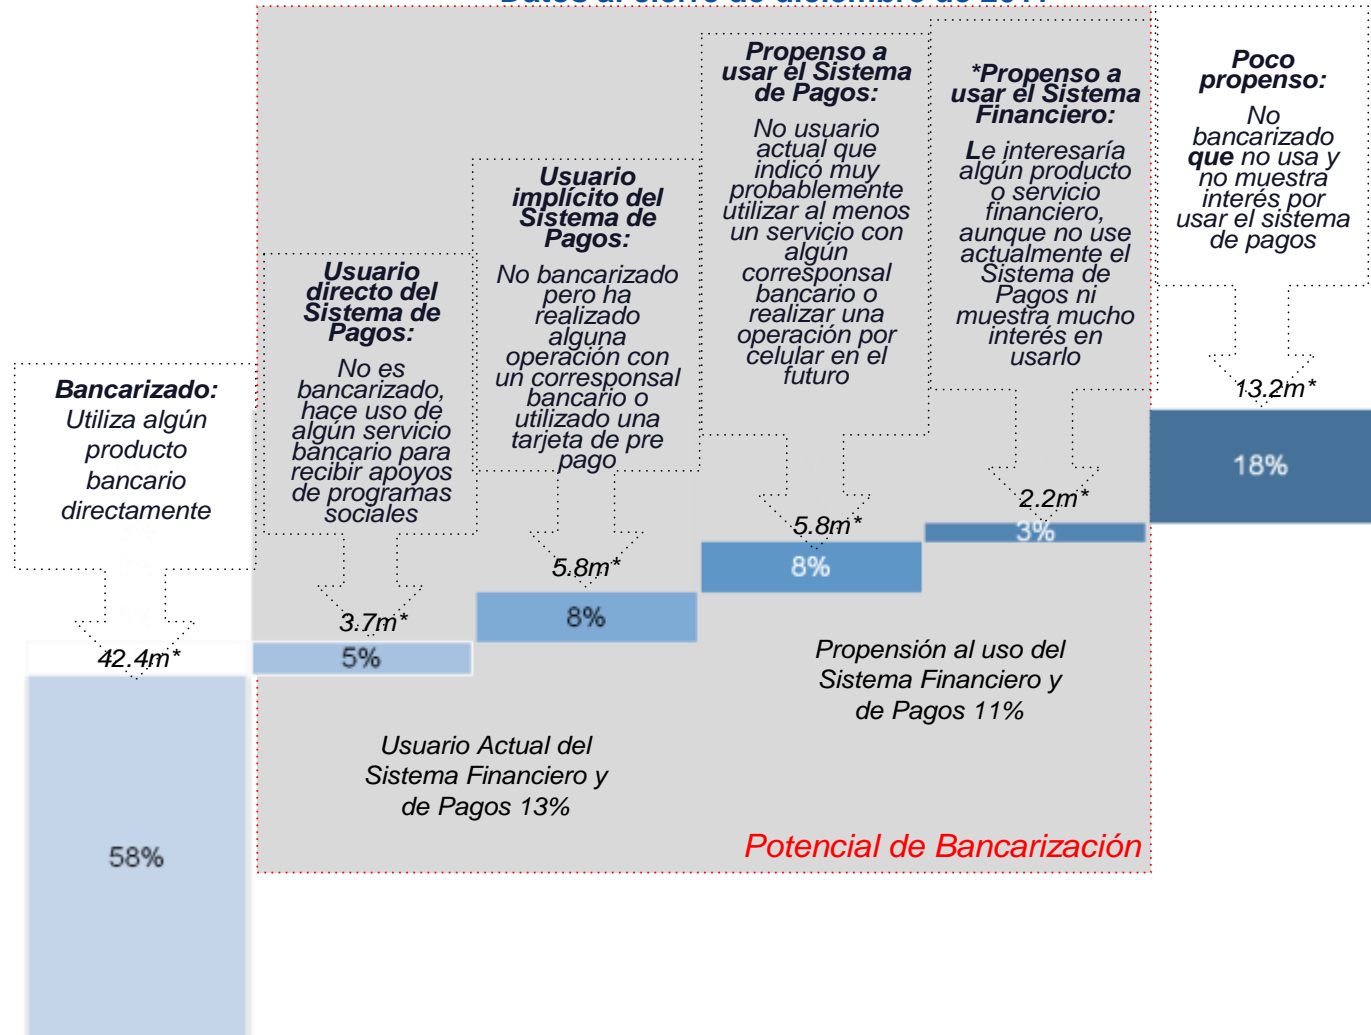 Datos al cierre de diciembre de 2011
Bancarizado:
Utiliza algún
producto
bancario
directamente
42.4m*
58%
Usuario
directo del
Sistema de
Pagos:
No es
bancarizado,
hace uso de
algún servicio
bancario para
recibir apoyos
de programas
sociales
3.7m*
5%
Usuario
implícito del
Sistema de
Pagos:
No bancarizado
pero ha
realizado
alguna
operación con
un corresponsal
bancario o
utilizado una
tarjeta de pre
pago
5.8m*
8%
Propenso a
usar el Sistema
de Pagos:
No usuario
actual que
indicó muy
probablemente
utilizar al menos
un servicio con
algún
corresponsal
bancario o
realizar una
operación por
celular en el
futuro
5.8m*
8%
*Propenso a
usar el Sistema
Financiero:
Le interesaría
algún producto
o servicio
financiero,
aunque no use
actualmente el
Sistema de
Pagos ni
muestra mucho
interés en
usarlo
2.2m*
3%
Poco
propenso:
No
bancarizado
que no usa y
no muestra
interés por
usar el sistema
de pagos
13.2m*
18%
Usuario Actual del
Sistema Financiero y
de Pagos 13%
Propensión al uso del
Sistema Financiero y
de Pagos 11%
Potencial de Bancarización